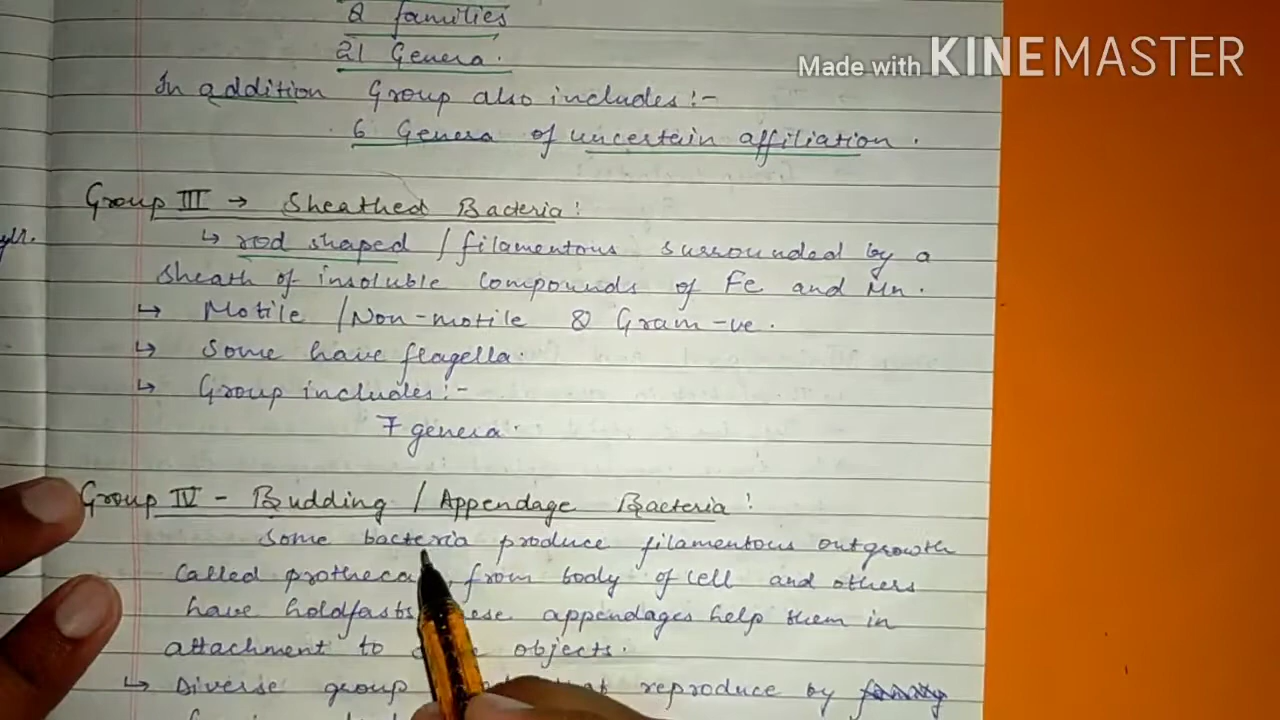 8 families
21 Genera.
Made with KINEMASTER
In addition Group also includes :-
6 Genera of uncertain affiliation.
Group III → Sheathed Bacteria :
↳ rod shaped / filamentous surrounded by a
sheath of insoluble compounds of Fe and Mn.
↳ Motile / Non-motile & Gram -ve.
↳ Some have flagella.
↳ Group includes :-
7 genera.
Group IV - Budding / Appendage Bacteria :
Some bacteria produce filamentous outgrowth
called protheca, from body of cell and others
have holdfasts appendages help them in
attachment to objects.
↳ Diverse group reproduce by